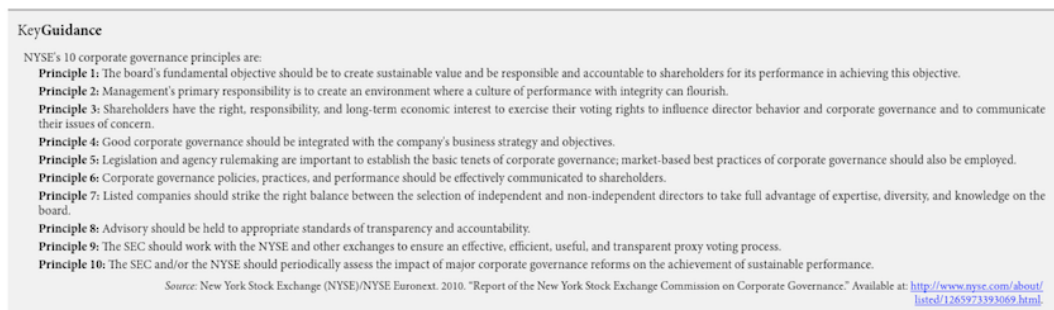 KeyGuidance
NYSE's 10 corporate governance principles are:
Principle 1: The board's fundamental objective should be to create sustainable value and be responsible and accountable to shareholders for its performance in achieving this objective.
Principle 2: Management's primary responsibility is to create an environment where a culture of performance with integrity can flourish.
Principle 3: Shareholders have the right, responsibility, and long-term economic interest to exercise their voting rights to influence director behavior and corporate governance and to communicate
their issues of concern.
Principle 4: Good corporate governance should be integrated with the company's business strategy and objectives.
Principle 5: Legislation and agency rulemaking are important to establish the basic tenets of corporate governance; market-based best practices of corporate governance should also be employed.
Principle 6: Corporate governance policies, practices, and performance should be effectively communicated to shareholders.
Principle 7: Listed companies should strike the right balance between the selection of independent and non-independent directors to take full advantage of expertise, diversity, and knowledge on the
board.
Principle 8: Advisory should be held to appropriate standards of transparency and accountability.
Principle 9: The SEC should work with the NYSE and other exchanges to ensure an effective, efficient, useful, and transparent proxy voting process.
Principle 10: The SEC and/or the NYSE should periodically assess the impact of major corporate governance reforms on the achievement of sustainable performance.
Source: New York Stock Exchange (NYSE)/NYSE Euronext. 2010. "Report of the New York Stock Exchange Commission on Corporate Governance." Available at: http://www.nyse.com/about/
listed/1265973393069.html.